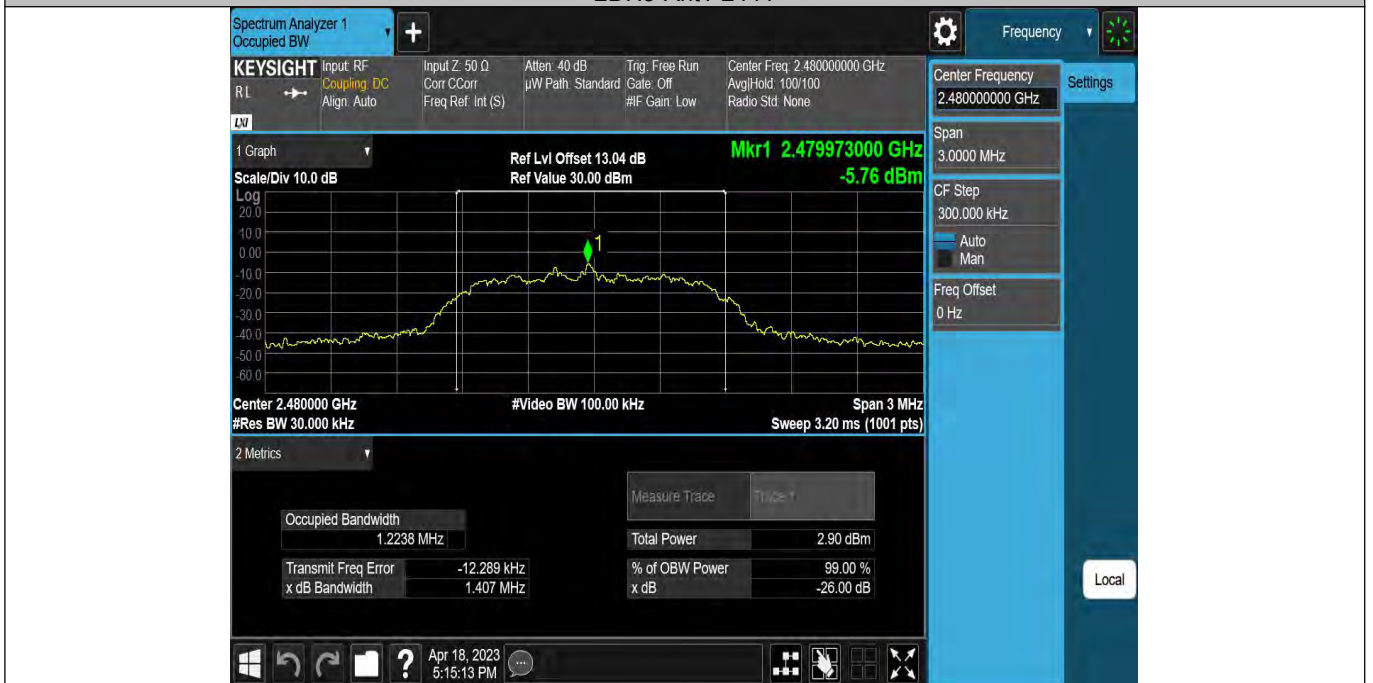 Spectrum Analyzer 1
Occupied BW
Frequency
KEYSIGHT Input: RF Input Z: 50 Ω Atten: 40 dB Trig: Free Run Center Freq: 2.480000000 GHz
RL Coupling: DC Corr CCorr µW Path: Standard Gate: Off Avg|Hold: 100/100
Align: Auto Freq Ref: Int (S) #IF Gain: Low Radio Std: None
LXI
Center Frequency
2.480000000 GHz
Settings
Span
3.0000 MHz
CF Step
300.000 kHz
Auto
Man
Freq Offset
0 Hz
1 Graph
Ref Lvl Offset 13.04 dB
Mkr1 2.479973000 GHz
Scale/Div 10.0 dB
Ref Value 30.00 dBm
-5.76 dBm
Log
20.0
10.0
0.00
-10.0
-20.0
-30.0
-40.0
-50.0
-60.0
1
Center 2.480000 GHz #Video BW 100.00 kHz Span 3 MHz
#Res BW 30.000 kHz Sweep 3.20 ms (1001 pts)
2 Metrics
Measure Trace Trace 1
Occupied Bandwidth
1.2238 MHz
Total Power 2.90 dBm
Transmit Freq Error -12.289 kHz % of OBW Power 99.00 %
x dB Bandwidth 1.407 MHz x dB -26.00 dB
Local
? Apr 18, 2023
5:15:13 PM